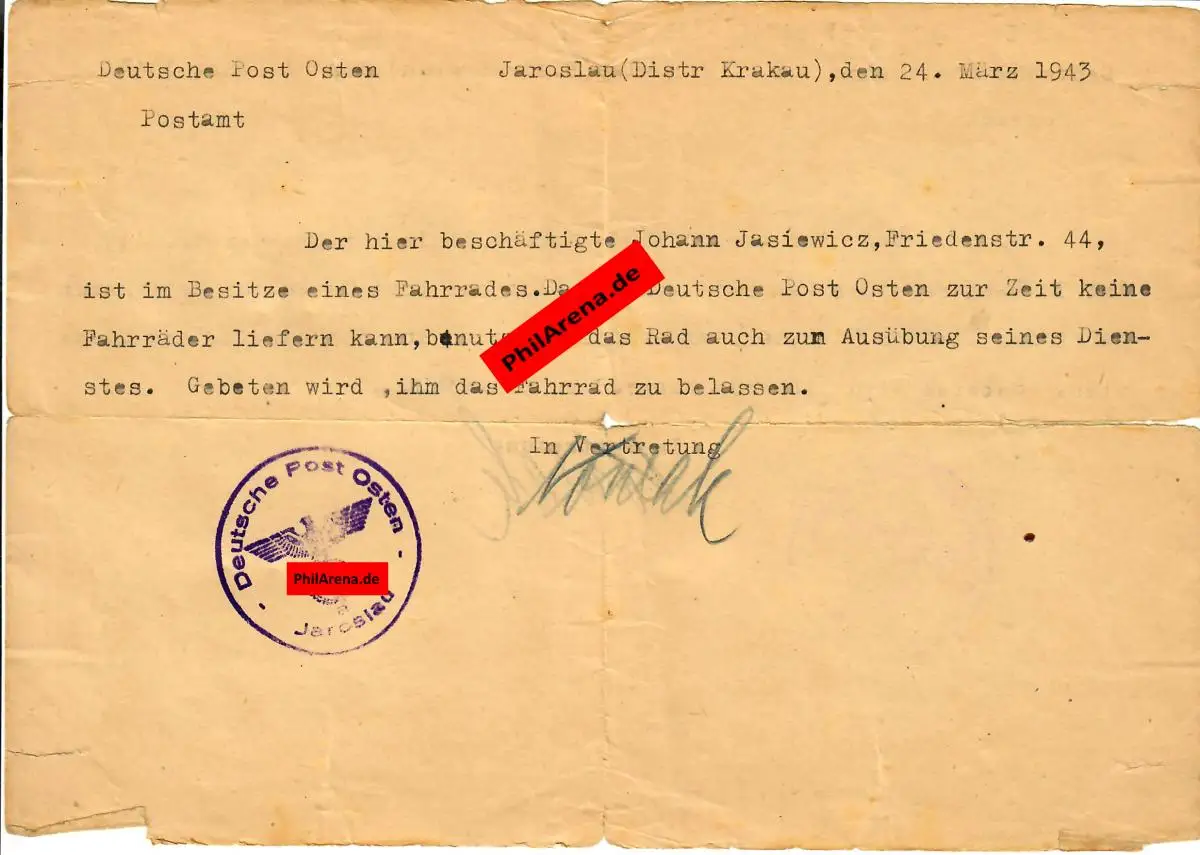 Deutsche Post Osten Jaroslau(Distr Krakau),den 24. März 1943
Postamt
Der hier beschäftigte Johann Jasiewicz,Friedenstr. 44,
ist im Besitze eines Fahrrades.Da Deutsche Post Osten zur Zeit keine
Fahrräder liefern kann, das Rad auch zum Ausübung seines Dien-
stes. Gebeten wird ,ihm das Fahrrad zu belassen.
In Vertretung
PhilArena.de
- Deutsche Post Osten -
Jaroslau
PhilArena.de